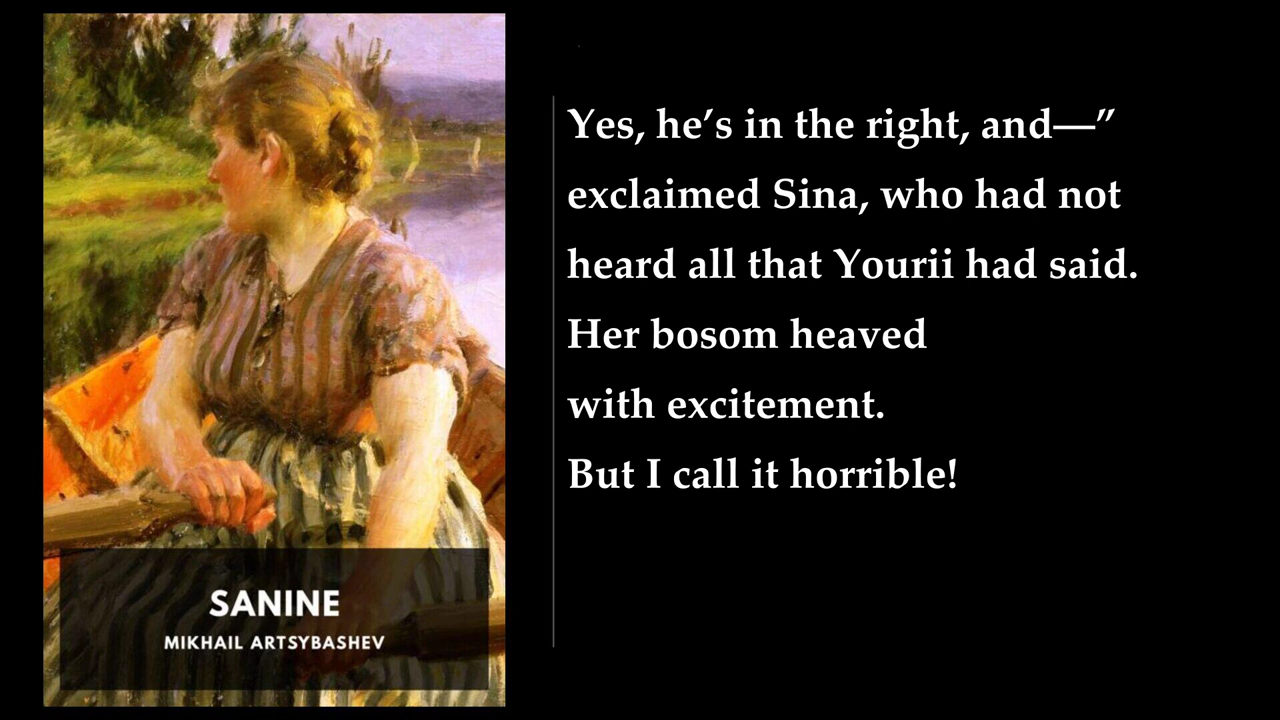 SANINE
MIKHAIL ARTSYBASHEV
Yes, he’s in the right, and—”
exclaimed Sina, who had not
heard all that Yourii had said.
Her bosom heaved
with excitement.
But I call it horrible!